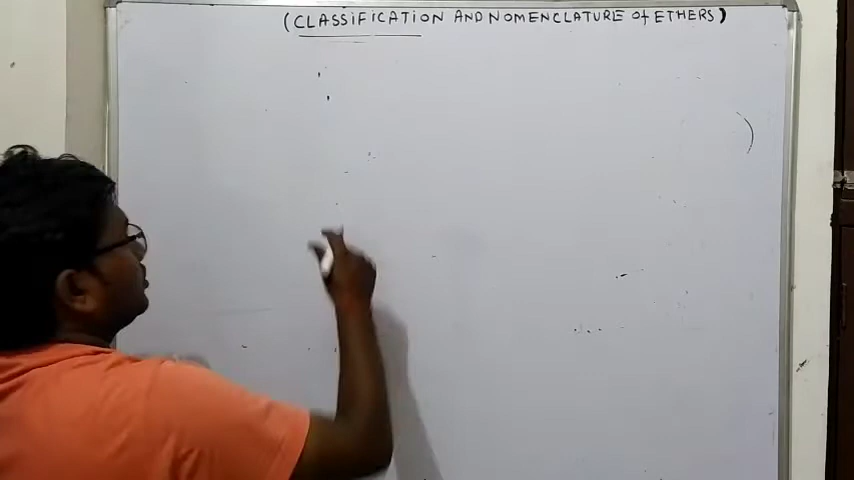 (CLASSIFICATION AND NOMENCLATURE of ETHERS)